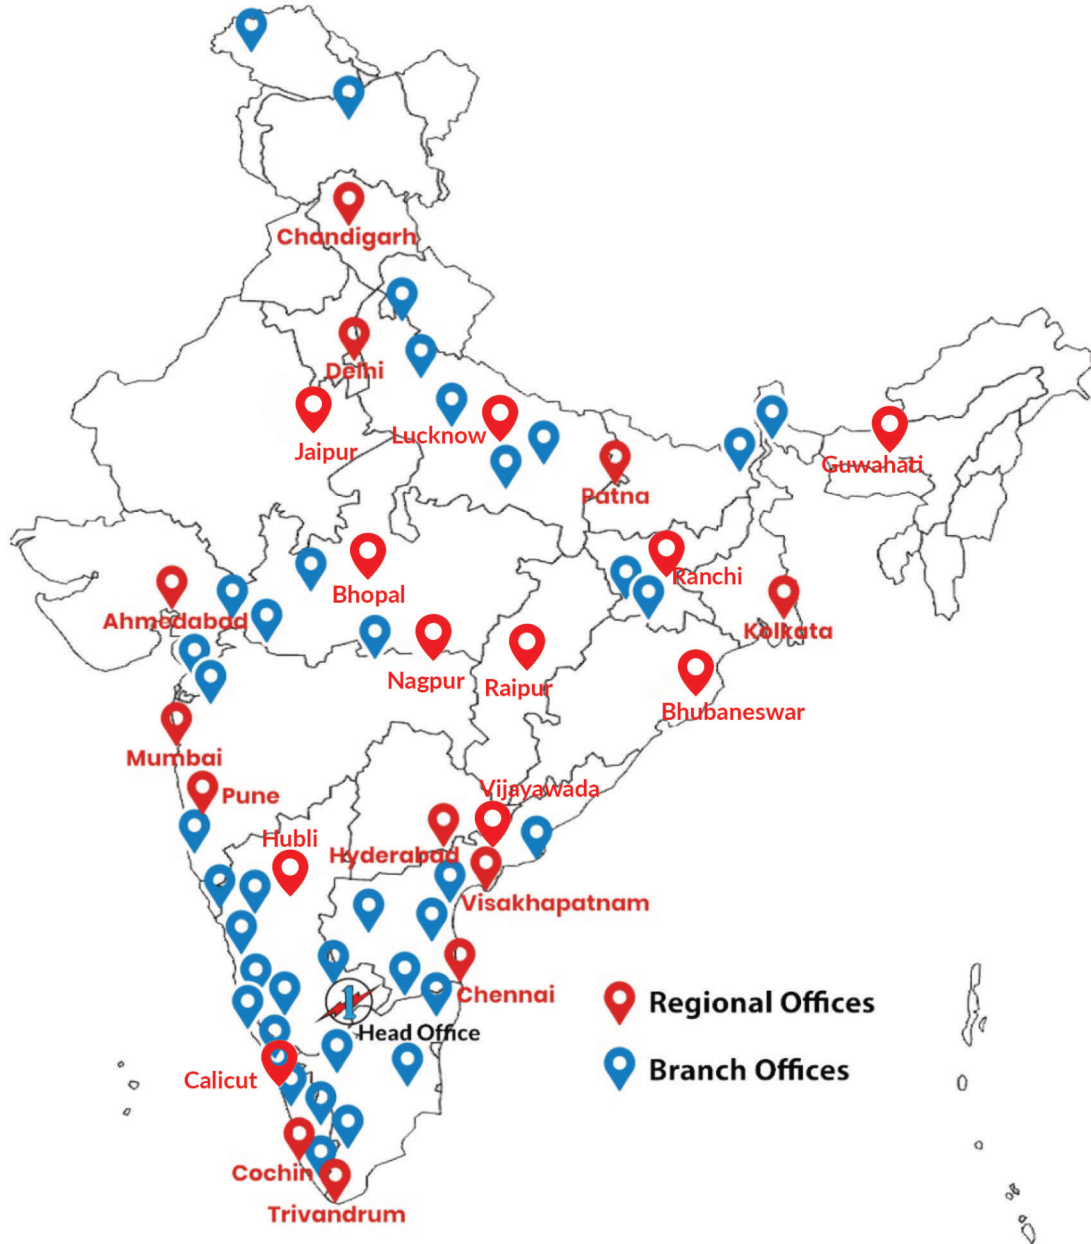 Chandigarh
Delhi
Jaipur
Lucknow
Guwahati
Patna
Bhopal
Ranchi
Ahmedabad
Kolkata
Nagpur
Raipur
Bhubaneswar
Mumbai
Vijayawada
Pune
Hubli
Hyderabad
Visakhapatnam
Chennai
Regional Offices
Head Office
Branch Offices
Calicut
Cochin
Trivandrum